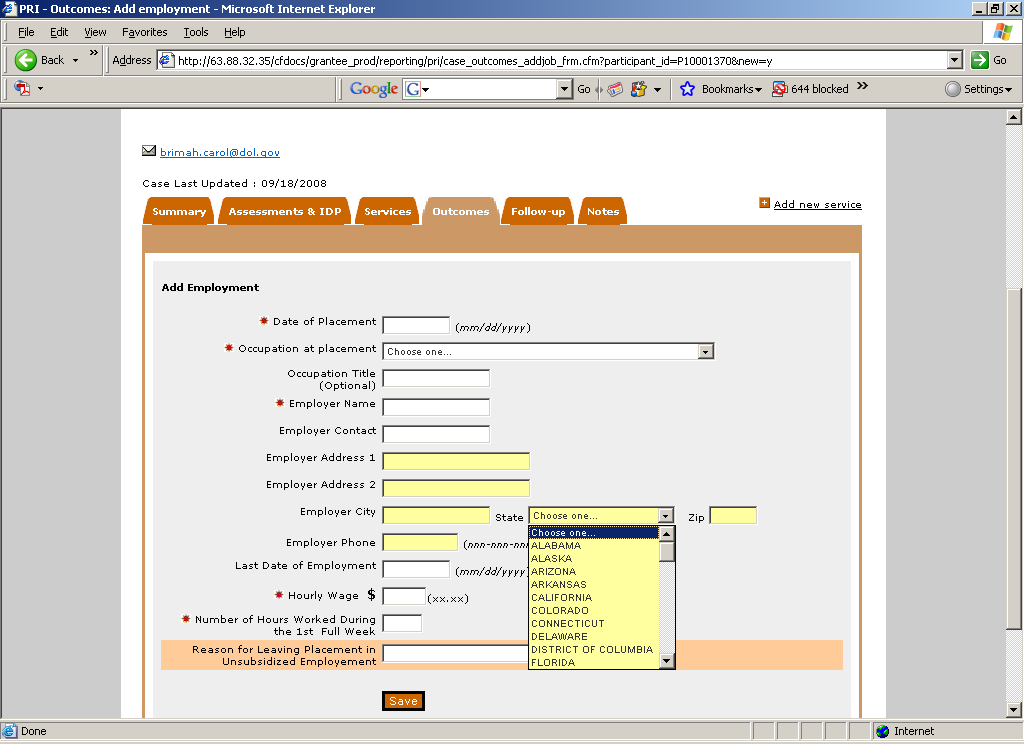 PRI - Outcomes: Add employment - Microsoft Internet Explorer
File Edit View Favorites Tools Help
Back » Address http://63.88.32.35/cfdocs/grantee_prod/reporting/pri/case_outcomes_addjob_frm.cfm?participant_id=P10001370&new=y Go
Google G Go Bookmarks 644 blocked » Settings
brimah.carol@dol.gov
Case Last Updated : 09/18/2008
Summary Assessments & IDP Services Outcomes Follow-up Notes Add new service
Add Employment
Date of Placement (mm/dd/yyyy)
Occupation at placement Choose one...
Occupation Title
(Optional)
Employer Name
Employer Contact
Employer Address 1
Employer Address 2
Employer City State Choose one... Zip
Choose one...
ALABAMA
Employer Phone (nnn-nnn-nnn
ALASKA
Last Date of Employment (mm/dd/yyyy)
ARIZONA
ARKANSAS
Hourly Wage $ (xx.xx)
CALIFORNIA
COLORADO
Number of Hours Worked During
the 1st Full Week
CONNECTICUT
DELAWARE
Reason for Leaving Placement in
Unsubsidized Employement
DISTRICT OF COLUMBIA
FLORIDA
Save
Done Internet